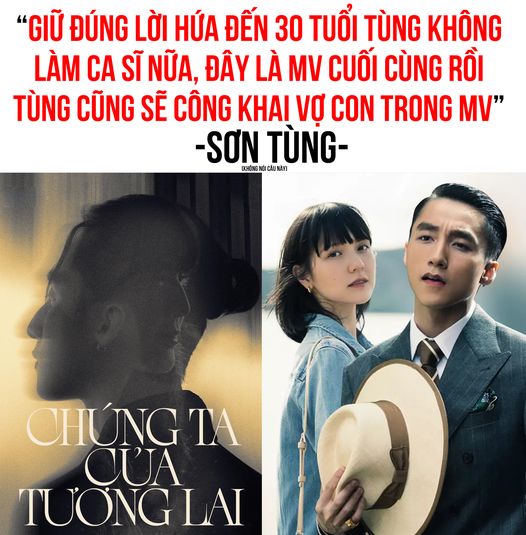 “GIỮ ĐÚNG LỜI HỨA ĐẾN 30 TUỔI TÙNG KHÔNG
LÀM CA SĨ NỮA, ĐÂY LÀ MV CUỐI CÙNG RỒI
TÙNG CŨNG SẼ CÔNG KHAI VỢ CON TRONG MV”
-SƠN TÙNG-
(KHÔNG NÓI CÂU NÀY)
CHÚNG TA
CỦA
TƯƠNG LAI